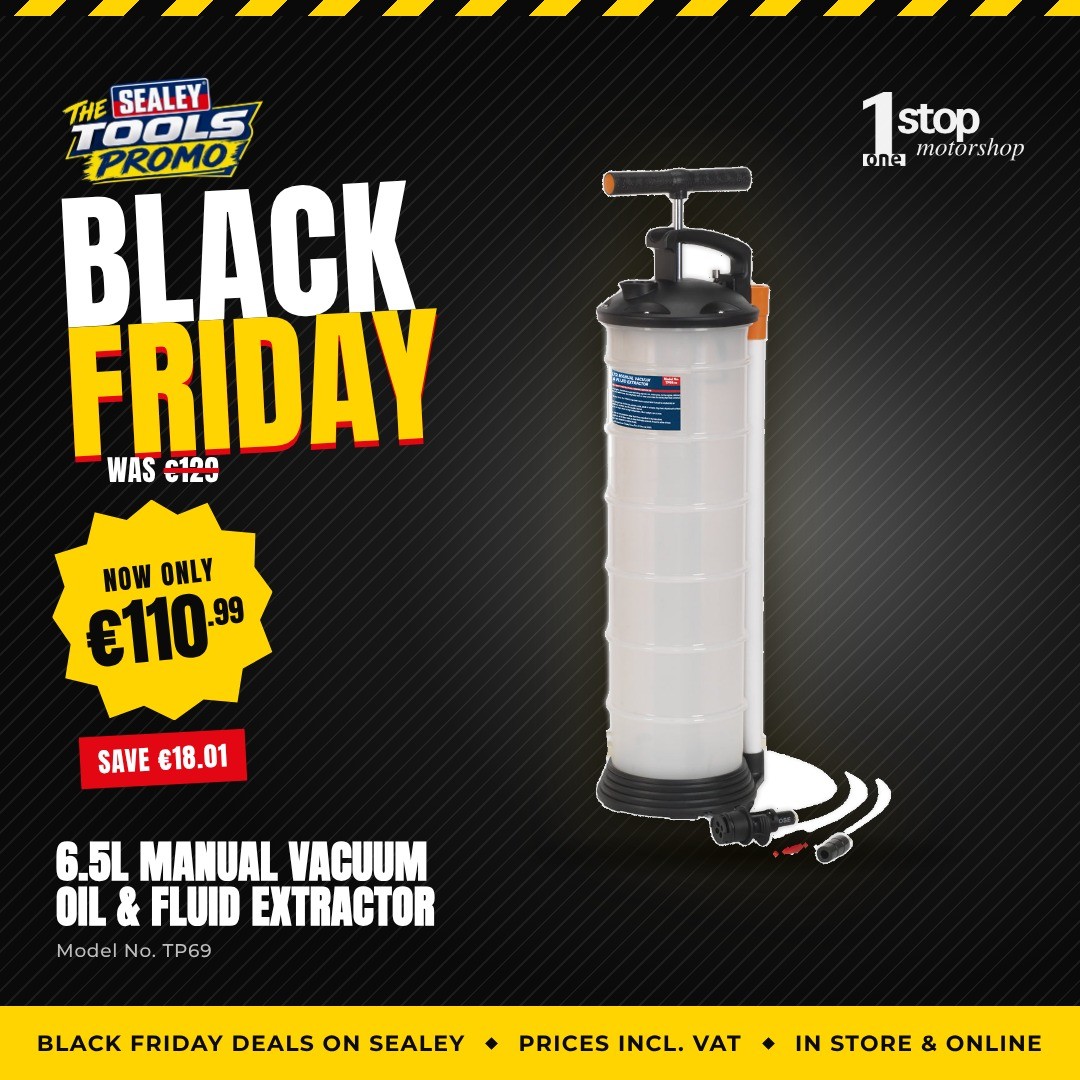 THE SEALEY
TOOLS
PROMO
1 stop
one motorshop
BLACK
FRIDAY
WAS €129
NOW ONLY
€110.99
SAVE €18.01
6.5L MANUAL VACUUM
OIL & FLUID EXTRACTOR
Model No. TP69
BLACK FRIDAY DEALS ON SEALEY ◆ PRICES INCL. VAT ◆ IN STORE & ONLINE